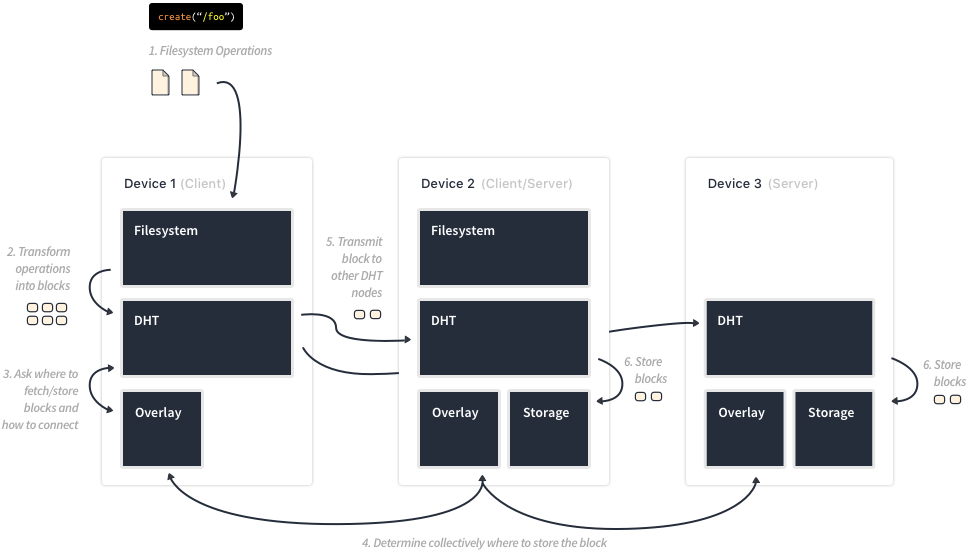 create(“/foo”)
1. Filesystem Operations
Device 1 (Client)
Filesystem
2. Transform
operations
into blocks
DHT
3. Ask where to
fetch/store
blocks and
how to connect
Overlay
5. Transmit
block to
other DHT
nodes
Device 2 (Client/Server)
Filesystem
DHT
Overlay
Storage
6. Store
blocks
Device 3 (Server)
DHT
Overlay
Storage
6. Store
blocks
4. Determine collectively where to store the block